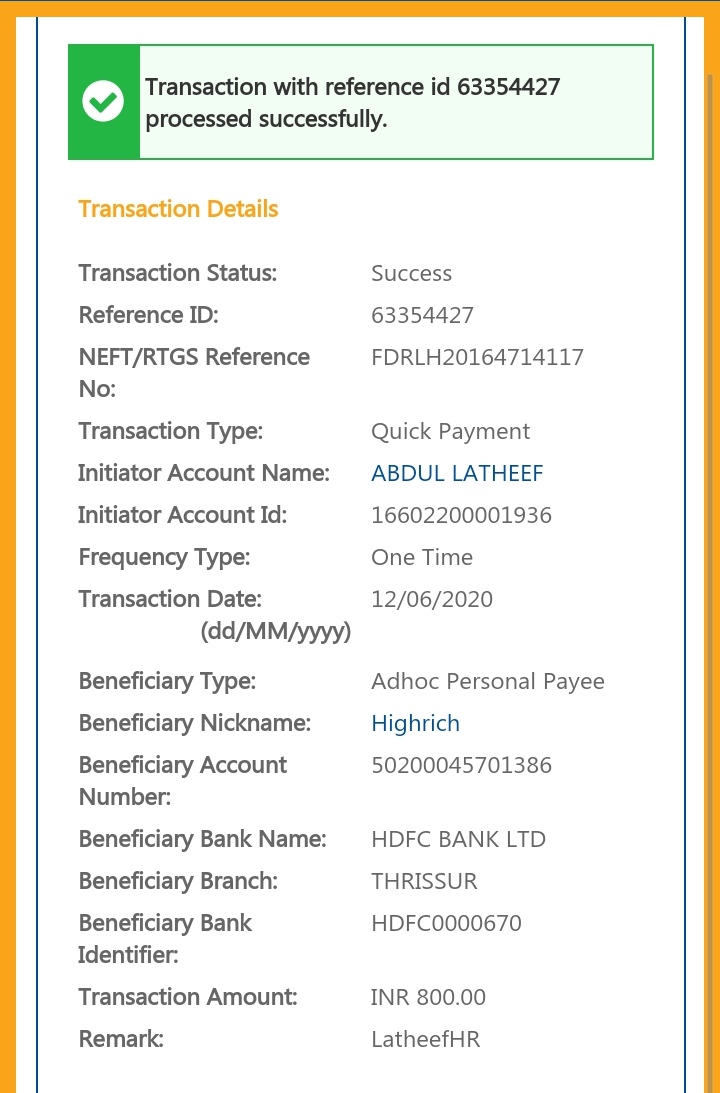 Transaction with reference id 63354427
processed successfully.
Transaction Details
Transaction Status: Success
Reference ID: 63354427
NEFT/RTGS Reference FDRLH20164714117
No:
Transaction Type: Quick Payment
Initiator Account Name: ABDUL LATHEEF
Initiator Account Id: 16602200001936
Frequency Type: One Time
Transaction Date: 12/06/2020
(dd/MM/yyyy)
Beneficiary Type: Adhoc Personal Payee
Beneficiary Nickname: Highrich
Beneficiary Account 50200045701386
Number:
Beneficiary Bank Name: HDFC BANK LTD
Beneficiary Branch: THRISSUR
Beneficiary Bank HDFC0000670
Identifier:
Transaction Amount: INR 800.00
Remark: LatheefHR